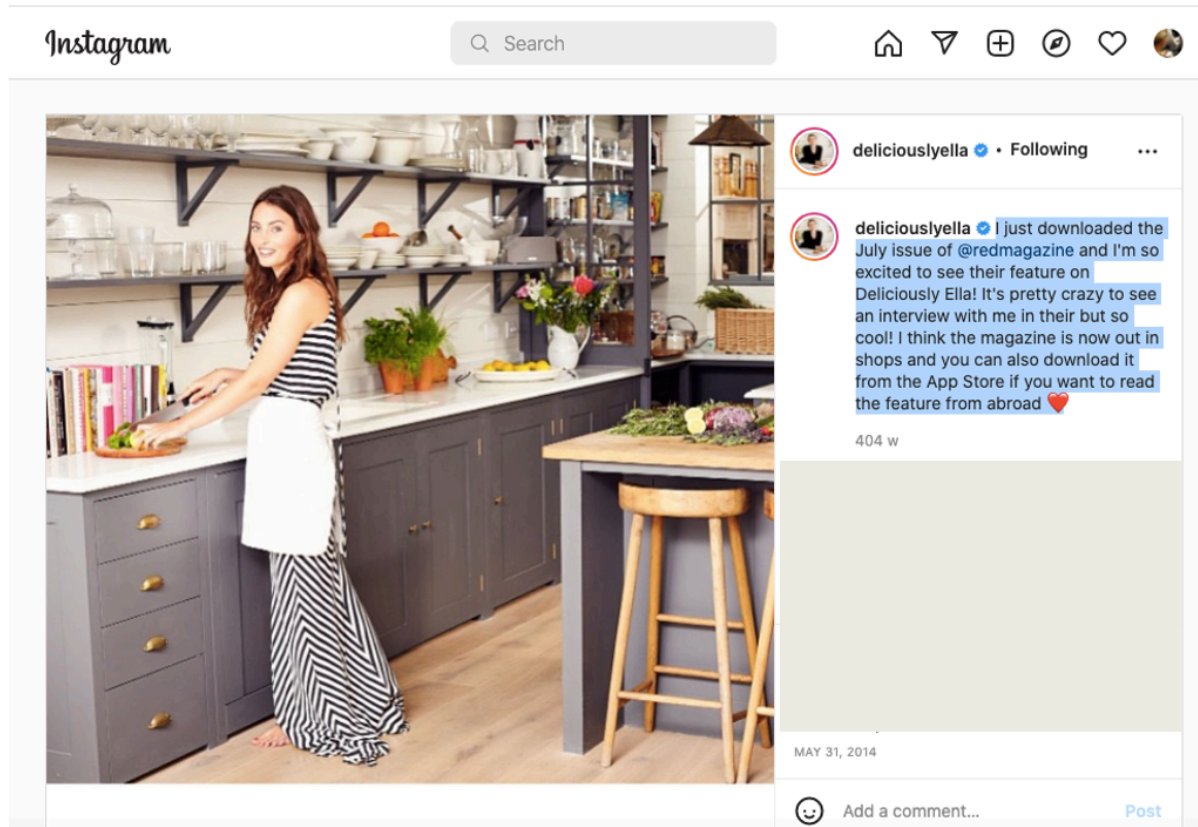 Instagram
Search
deliciouslyella • Following
deliciouslyella I just downloaded the
July issue of @redmagazine and I'm so
excited to see their feature on
Deliciously Ella! It's pretty crazy to see
an interview with me in their but so
cool! I think the magazine is now out in
shops and you can also download it
from the App Store if you want to read
the feature from abroad ❤️
404 w
MAY 31, 2014
Add a comment...
Post